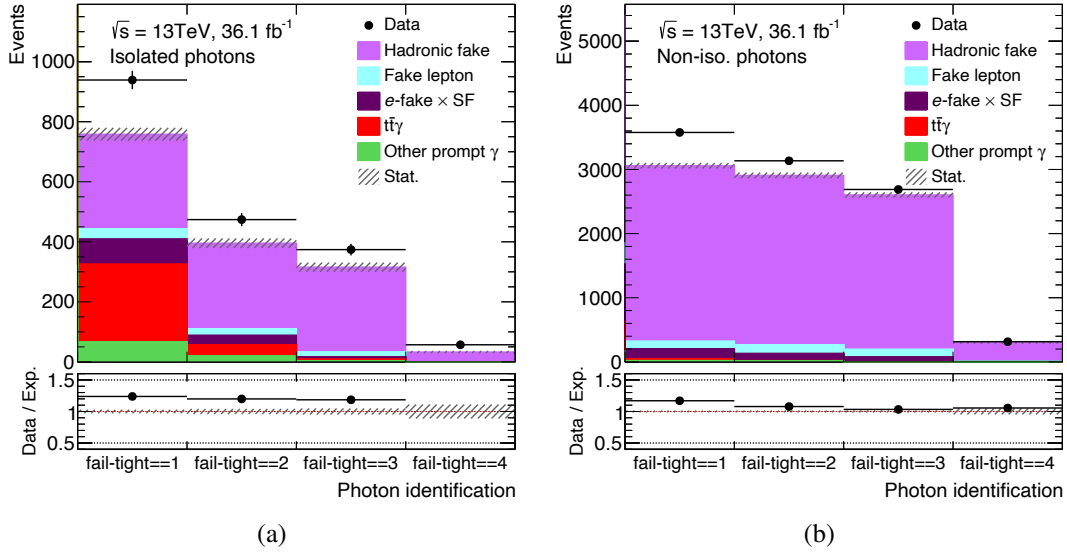 Events
√s = 13TeV, 36.1 fb⁻¹
Isolated photons
Data
Hadronic fake
Fake lepton
e-fake × SF
tt̄γ
Other prompt γ
Stat.
1000
800
600
400
200
0
Data / Exp.
1.5
1
0.5
fail-tight==1 fail-tight==2 fail-tight==3 fail-tight==4
Photon identification
(a)
Events
√s = 13TeV, 36.1 fb⁻¹
Non-iso. photons
Data
Hadronic fake
Fake lepton
e-fake × SF
tt̄γ
Other prompt γ
Stat.
5000
4000
3000
2000
1000
0
Data / Exp.
1.5
1
0.5
fail-tight==1 fail-tight==2 fail-tight==3 fail-tight==4
Photon identification
(b)